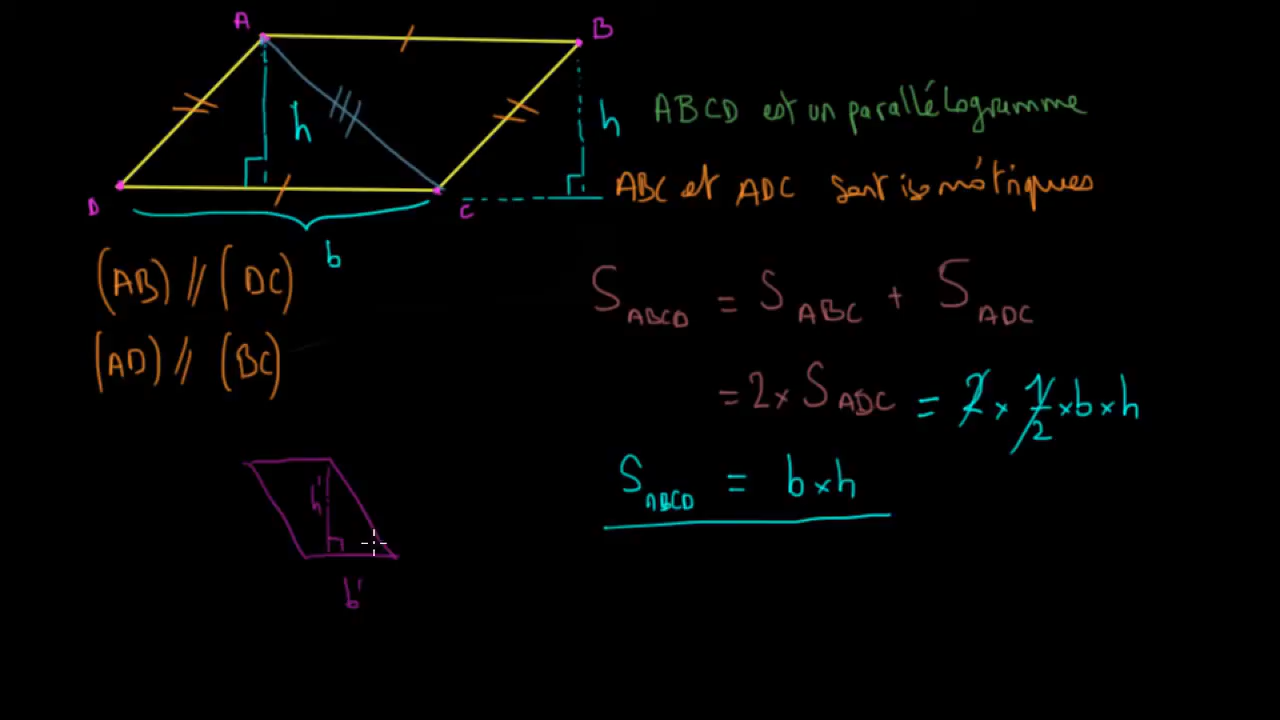 A
B
h
h
D
C
b
ABCD est un parallélogramme
ABC et ADC sont isométriques
(AB) // (DC)
(AD) // (BC)
S_ABCD = S_ABC + S_ADC
= 2 × S_ADC = 2 × 1/2 × b × h
S_ABCD = b × h
h'
b'